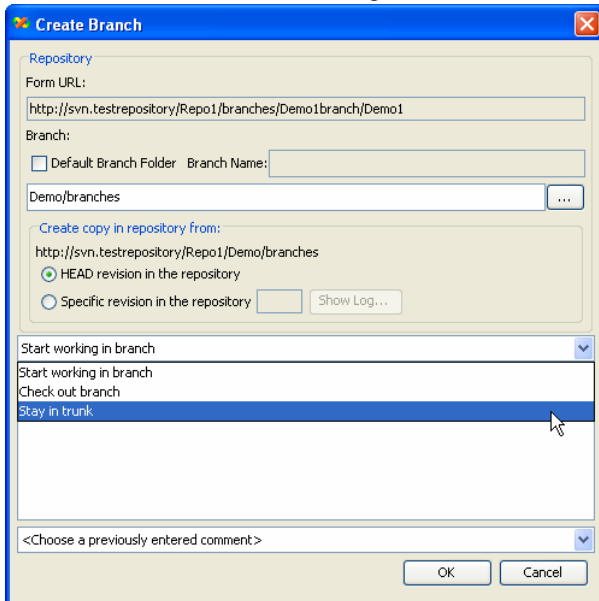 Create Branch
Repository
Form URL:
http://svn.testrepository/Repo1/branches/Demo1branch/Demo1
Branch:
Default Branch Folder Branch Name:
Demo/branches ...
Create copy in repository from:
http://svn.testrepository/Repo1/Demo/branches
HEAD revision in the repository
Specific revision in the repository Show Log...
Start working in branch
Start working in branch
Check out branch
Stay in trunk
<Choose a previously entered comment>
OK Cancel